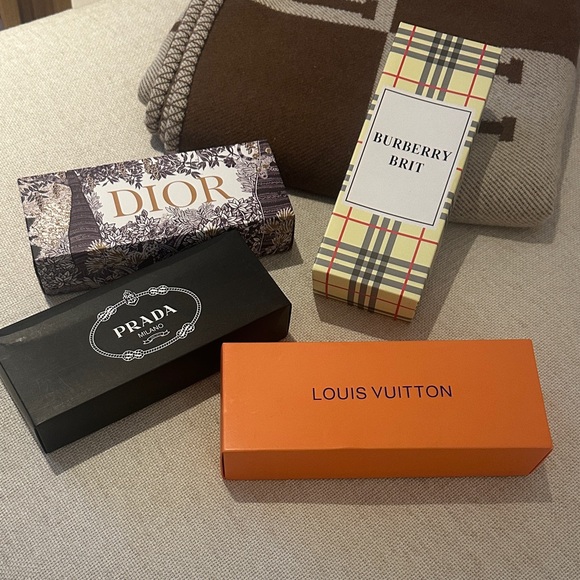 DIOR
BURBERRY
BRIT
PRADA
MILANO
LOUIS VUITTON